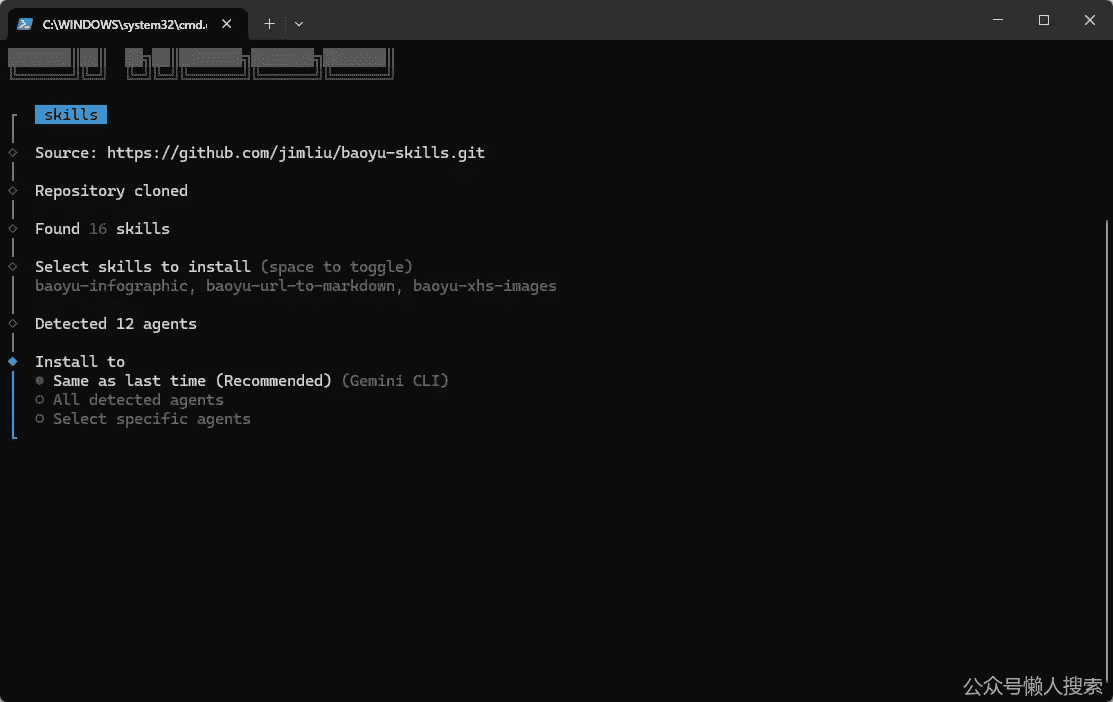 C:\WINDOWS\system32\cmd.
skills
Source: https://github.com/jimliu/baoyu-skills.git
Repository cloned
Found 16 skills
Select skills to install (space to toggle)
baoyu-infographic, baoyu-url-to-markdown, baoyu-xhs-images
Detected 12 agents
Install to
Same as last time (Recommended) (Gemini CLI)
All detected agents
Select specific agents
公众号懒人搜索